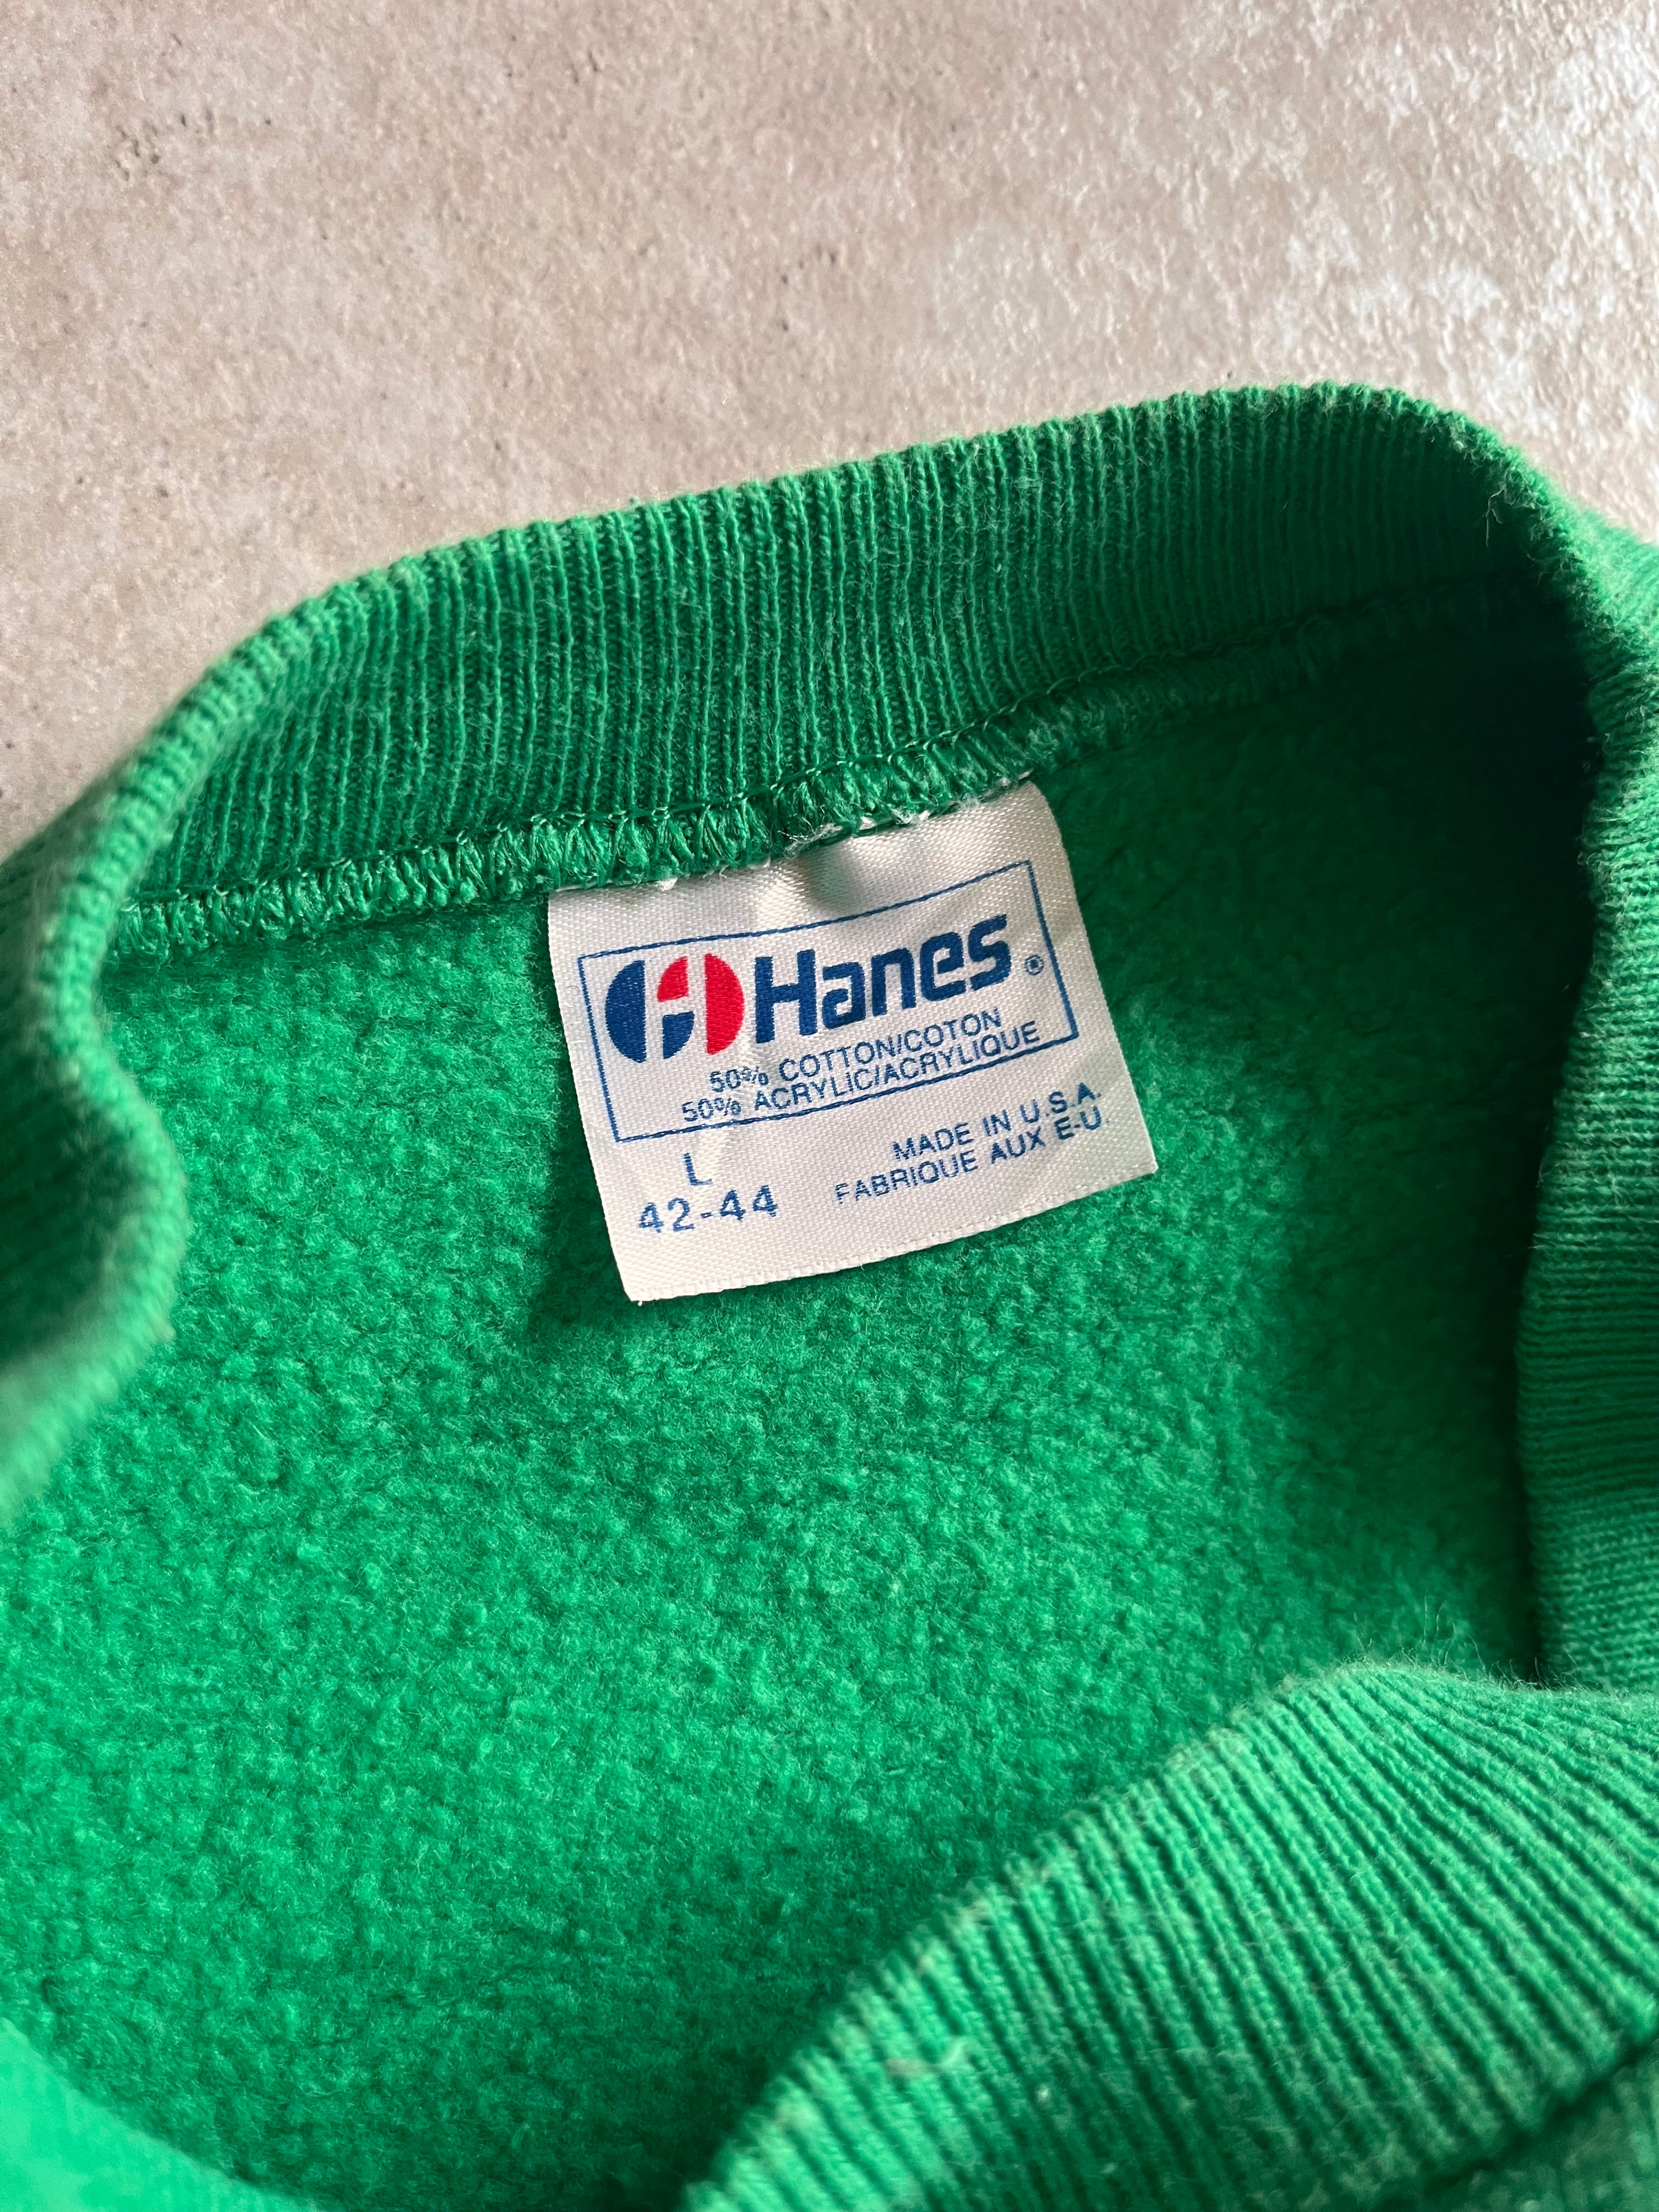 Hanes®
50% COTTON/COTON
50% ACRYLIC/ACRYLIQUE
L
42-44
MADE IN U.S.A.
FABRIQUE AUX E-U.